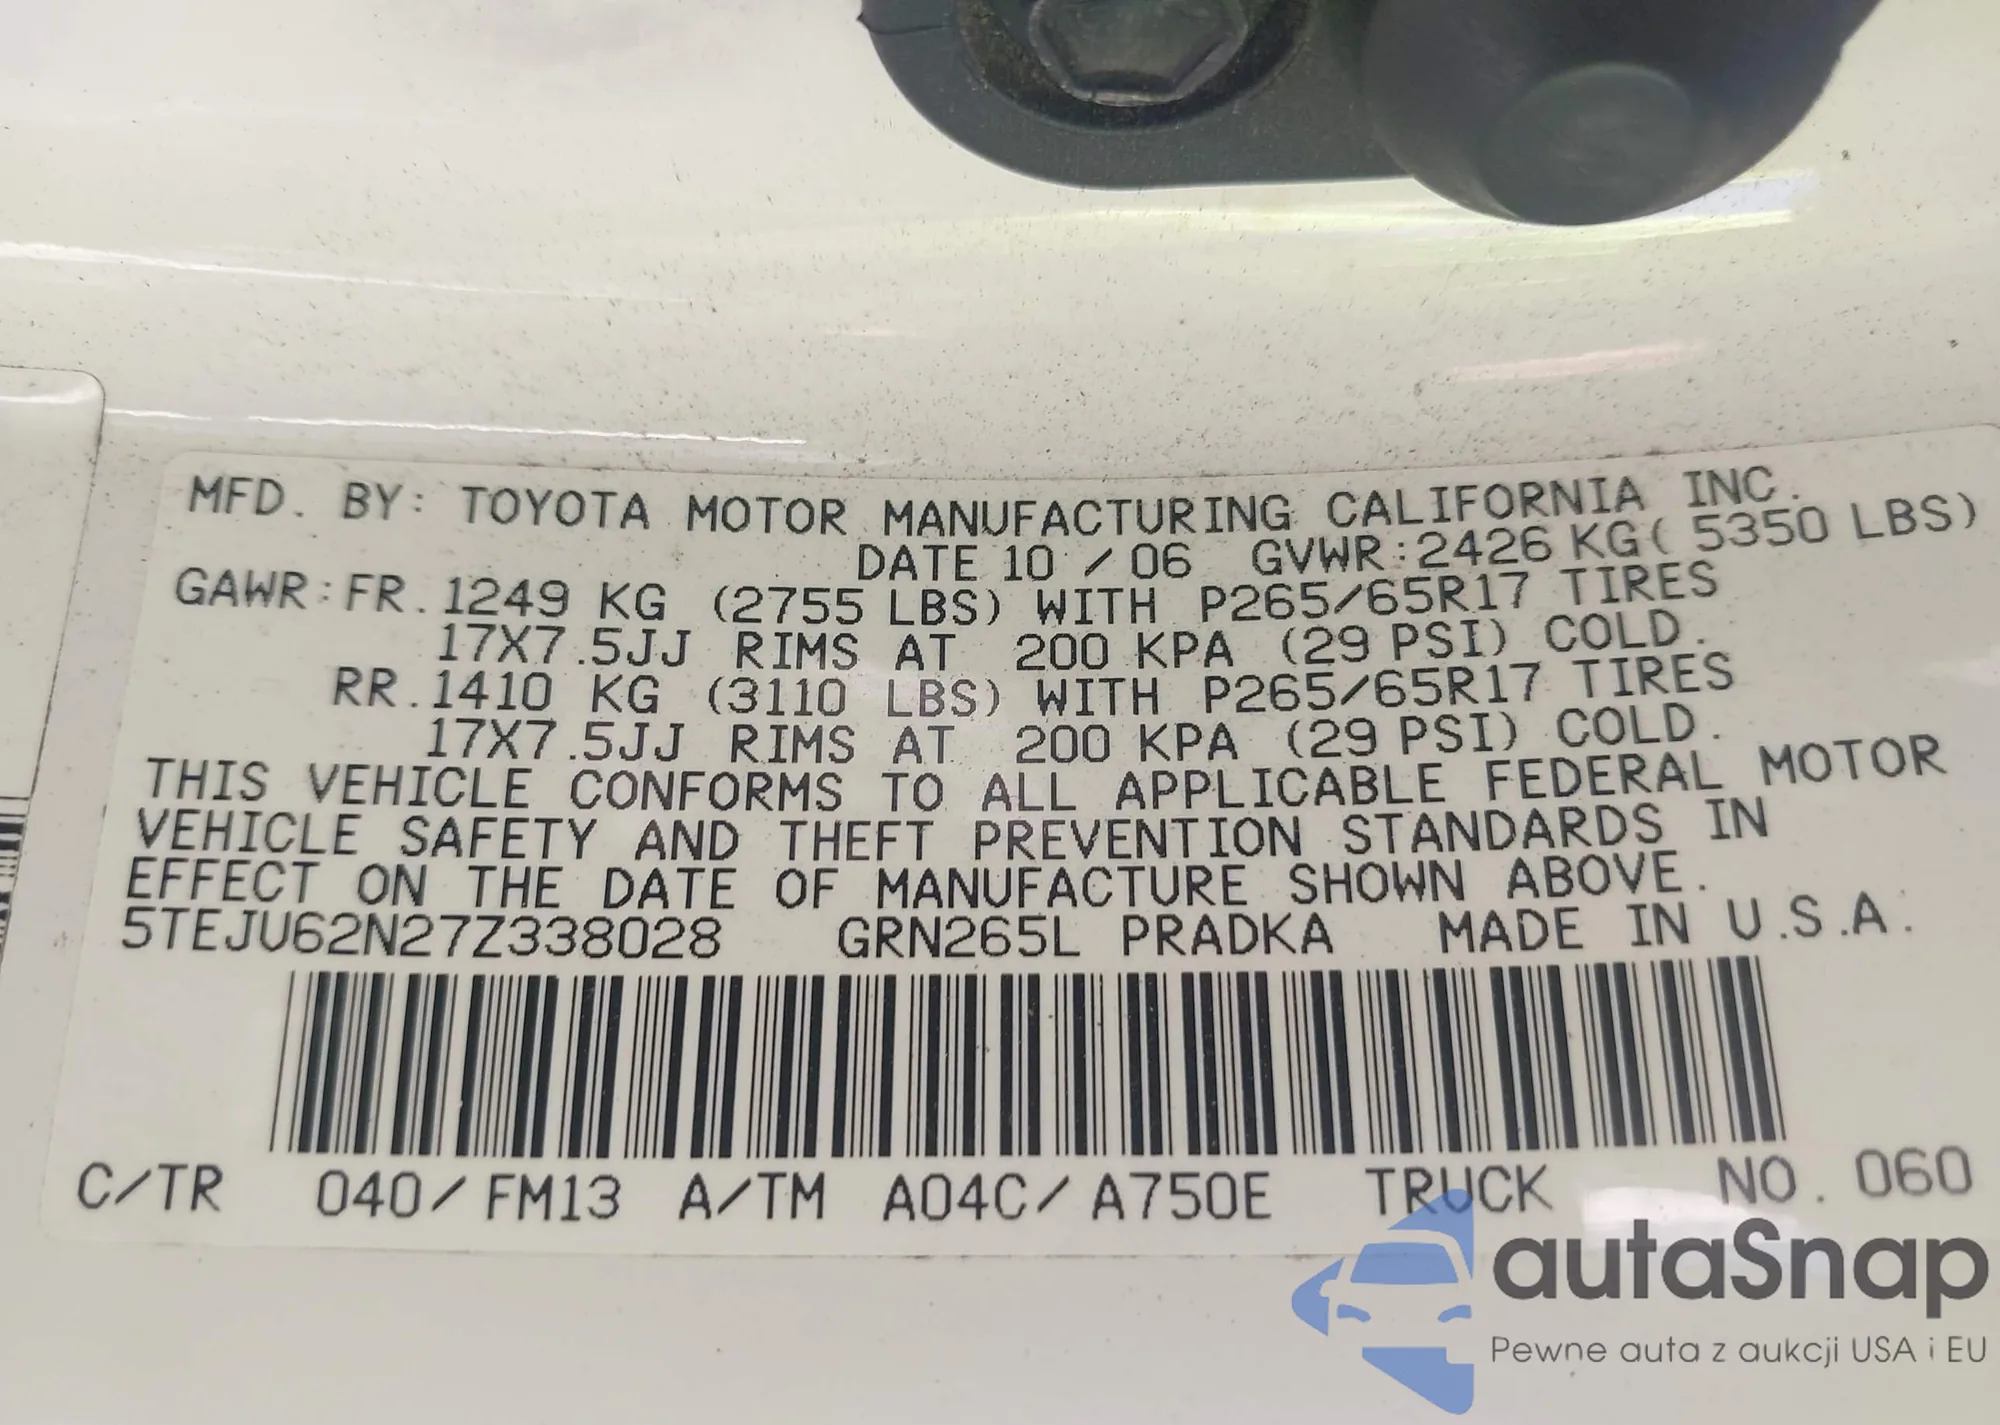 MFD. BY: TOYOTA MOTOR MANUFACTURING CALIFORNIA INC.
DATE 10 / 06 GVWR:2426 KG( 5350 LBS)
GAWR:FR.1249 KG (2755 LBS) WITH P265/65R17 TIRES
17X7.5JJ RIMS AT 200 KPA (29 PSI) COLD.
RR.1410 KG (3110 LBS) WITH P265/65R17 TIRES
17X7.5JJ RIMS AT 200 KPA (29 PSI) COLD.
THIS VEHICLE CONFORMS TO ALL APPLICABLE FEDERAL MOTOR
VEHICLE SAFETY AND THEFT PREVENTION STANDARDS IN
EFFECT ON THE DATE OF MANUFACTURE SHOWN ABOVE.
5TEJU62N27Z338028 GRN265L PRADKA MADE IN U.S.A.
C/TR 040/FM13 A/TM A04C/A750E TRUCK NO. 060
autaSnap
Pewne auta z aukcji USA i EU